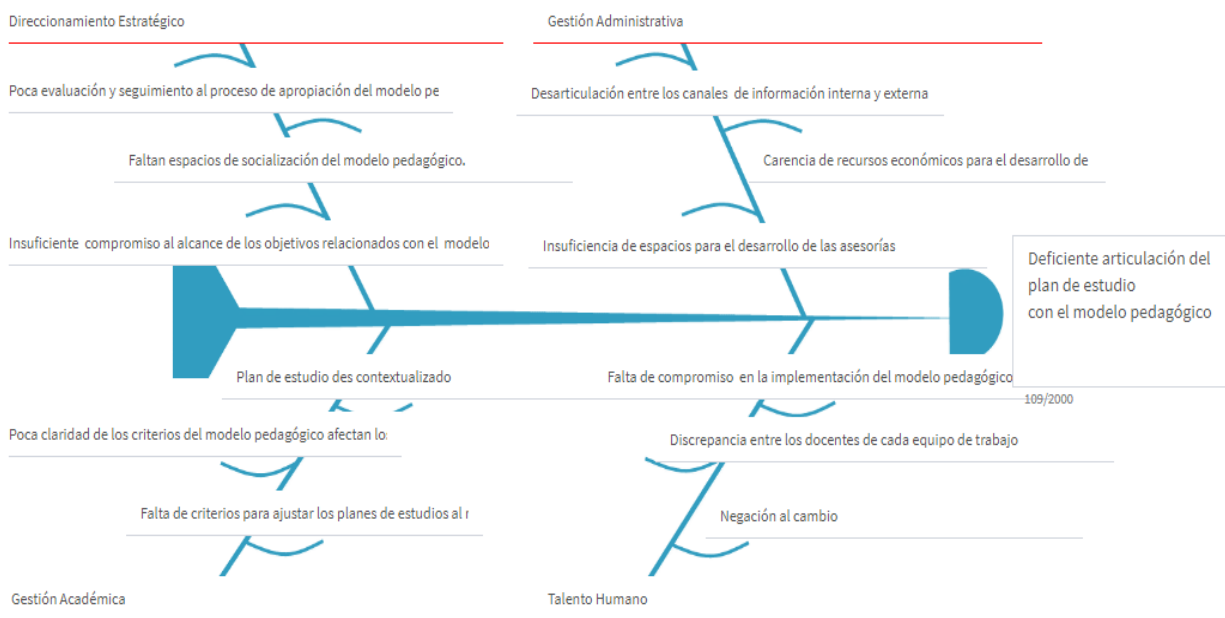 Direccionamiento Estratégico
Gestión Administrativa
Poca evaluación y seguimiento al proceso de apropiación del modelo pe
Desarticulación entre los canales de información interna y externa
Faltan espacios de socialización del modelo pedagógico.
Carencia de recursos económicos para el desarrollo de
Insuficiente compromiso al alcance de los objetivos relacionados con el modelo
Insuficiencia de espacios para el desarrollo de las asesorías
Deficiente articulación del
plan de estudio
con el modelo pedagógico
109/2000
Plan de estudio des contextualizado
Falta de compromiso en la implementación del modelo pedagógico
Poca claridad de los criterios del modelo pedagógico afectan lo
Discrepancia entre los docentes de cada equipo de trabajo
Falta de criterios para ajustar los planes de estudios al
Negación al cambio
Gestión Académica
Talento Humano